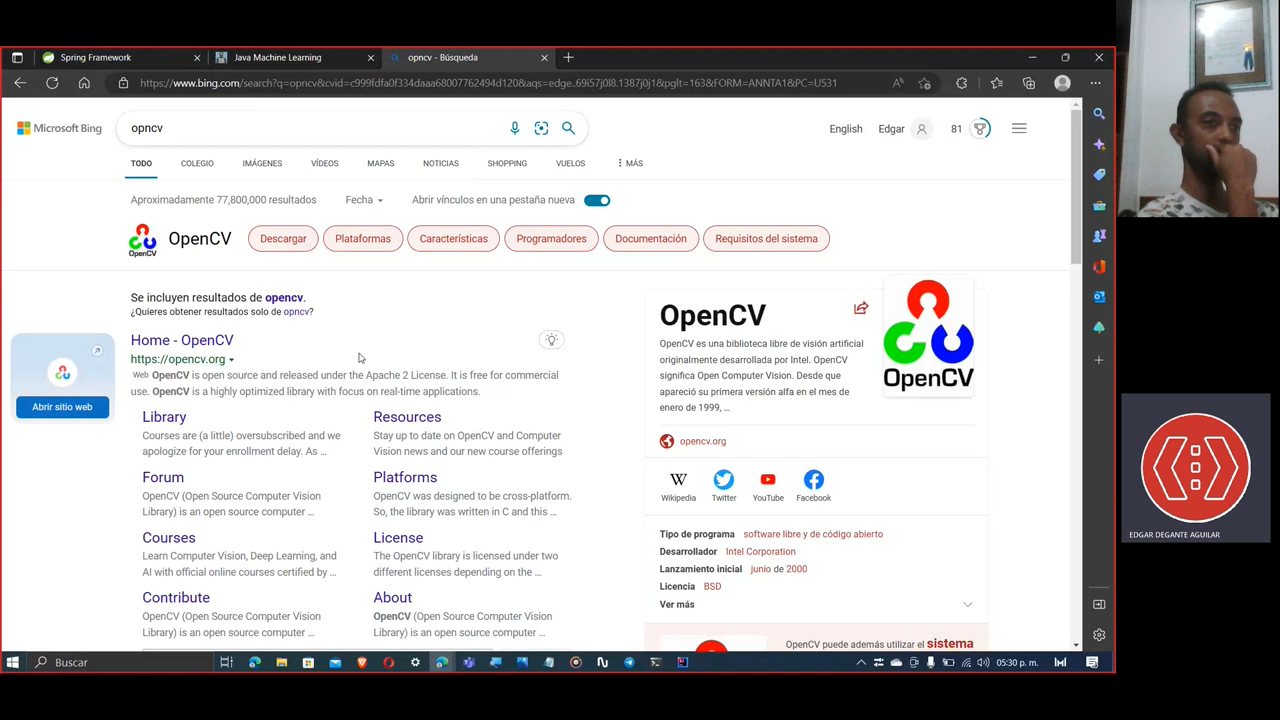 Spring Framework
Java Machine Learning
opncv - Búsqueda
https://www.bing.com/search?q=opncv&cvid=c999fdfa0f334daaa68007762494d120&aqs=edge..69i57j0l8.1387j0j1&pglt=163&FORM=ANNTA1&PC=U531
Microsoft Bing
opncv
English
Edgar
81
TODO
COLEGIO
IMÁGENES
VÍDEOS
MAPAS
NOTICIAS
SHOPPING
VUELOS
MÁS
Aproximadamente 77,800,000 resultados
Fecha
Abrir vínculos en una pestaña nueva
OpenCV
OpenCV
Descargar
Plataformas
Características
Programadores
Documentación
Requisitos del sistema
Se incluyen resultados de opencv.
¿Quieres obtener resultados solo de opncv?
Abrir sitio web
Home - OpenCV
https://opencv.org
Web OpenCV is open source and released under the Apache 2 License. It is free for commercial
use. OpenCV is a highly optimized library with focus on real-time applications.
Library
Courses are (a little) oversubscribed and we
apologize for your enrollment delay. As ...
Resources
Stay up to date on OpenCV and Computer
Vision news and our new course offerings
Forum
OpenCV (Open Source Computer Vision
Library) is an open source computer ...
Platforms
OpenCV was designed to be cross-platform.
So, the library was written in C and this ...
Courses
Learn Computer Vision, Deep Learning, and
AI with official online courses certified by ...
License
The OpenCV library is licensed under two
different licenses depending on the ...
Contribute
OpenCV (Open Source Computer Vision
Library) is an open source computer ...
About
OpenCV (Open Source Computer Vision
Library) is an open source computer ...
OpenCV
OpenCV es una biblioteca libre de visión artificial
originalmente desarrollada por Intel. OpenCV
significa Open Computer Vision. Desde que
apareció su primera versión alfa en el mes de
enero de 1999, ...
OpenCV
opencv.org
Wikipedia
Twitter
YouTube
Facebook
Tipo de programa software libre y de código abierto
Desarrollador Intel Corporation
Lanzamiento inicial junio de 2000
Licencia BSD
Ver más
OpenCV puede además utilizar el sistema
Buscar
05:30 p. m.
EDGAR DEGANTE AGUILAR